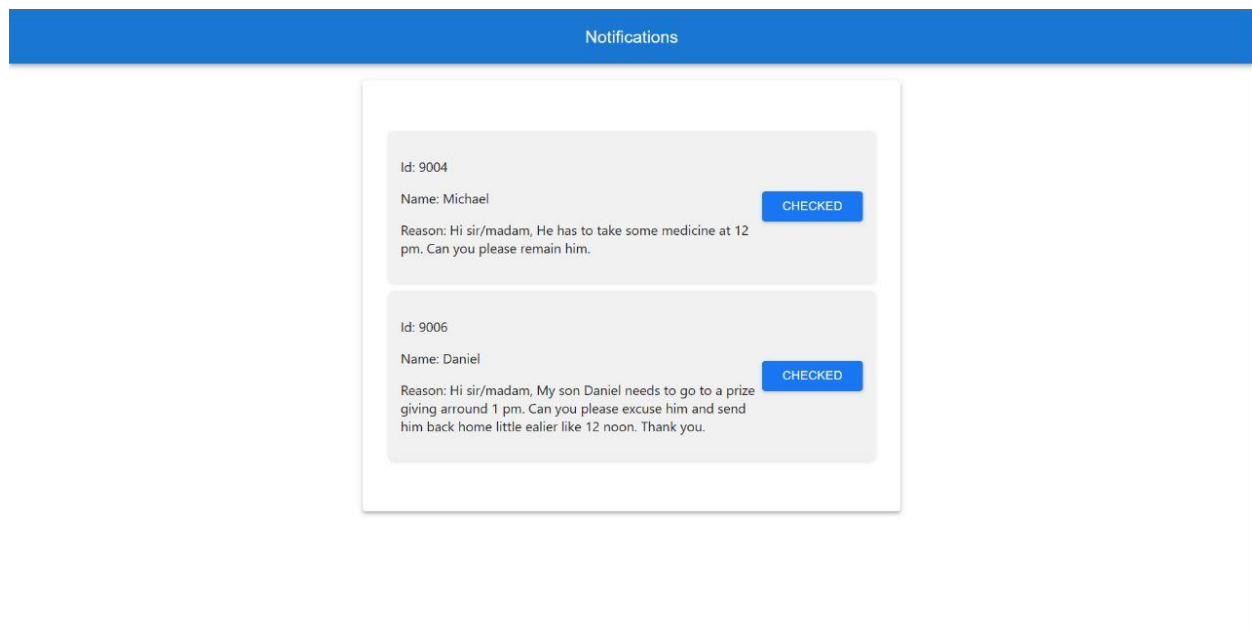 Notifications
Id: 9004
Name: Michael
CHECKED
Reason: Hi sir/madam, He has to take some medicine at 12
pm. Can you please remain him.
Id: 9006
Name: Daniel
CHECKED
Reason: Hi sir/madam, My son Daniel needs to go to a prize
giving arround 1 pm. Can you please excuse him and send
him back home little ealier like 12 noon. Thank you.